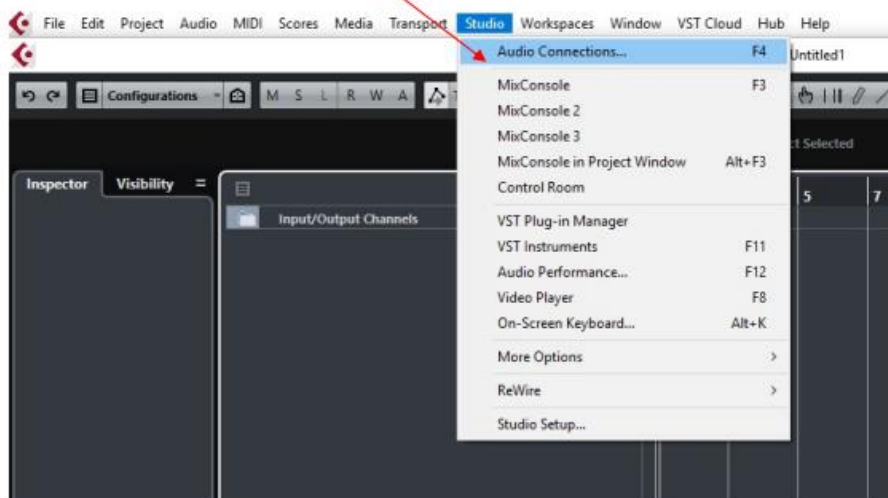 File Edit Project Audio MIDI Scores Media Transport Studio Workspaces Window VST Cloud Hub Help
Untitled1
Configurations M S L R W A
Audio Connections... F4
MixConsole F3
MixConsole 2
MixConsole 3
MixConsole in Project Window Alt+F3
Control Room
VST Plug-in Manager
VST Instruments F11
Audio Performance... F12
Video Player F8
On-Screen Keyboard... Alt+K
More Options
ReWire
Studio Setup...
Selected
Inspector Visibility
5 7
Input/Output Channels